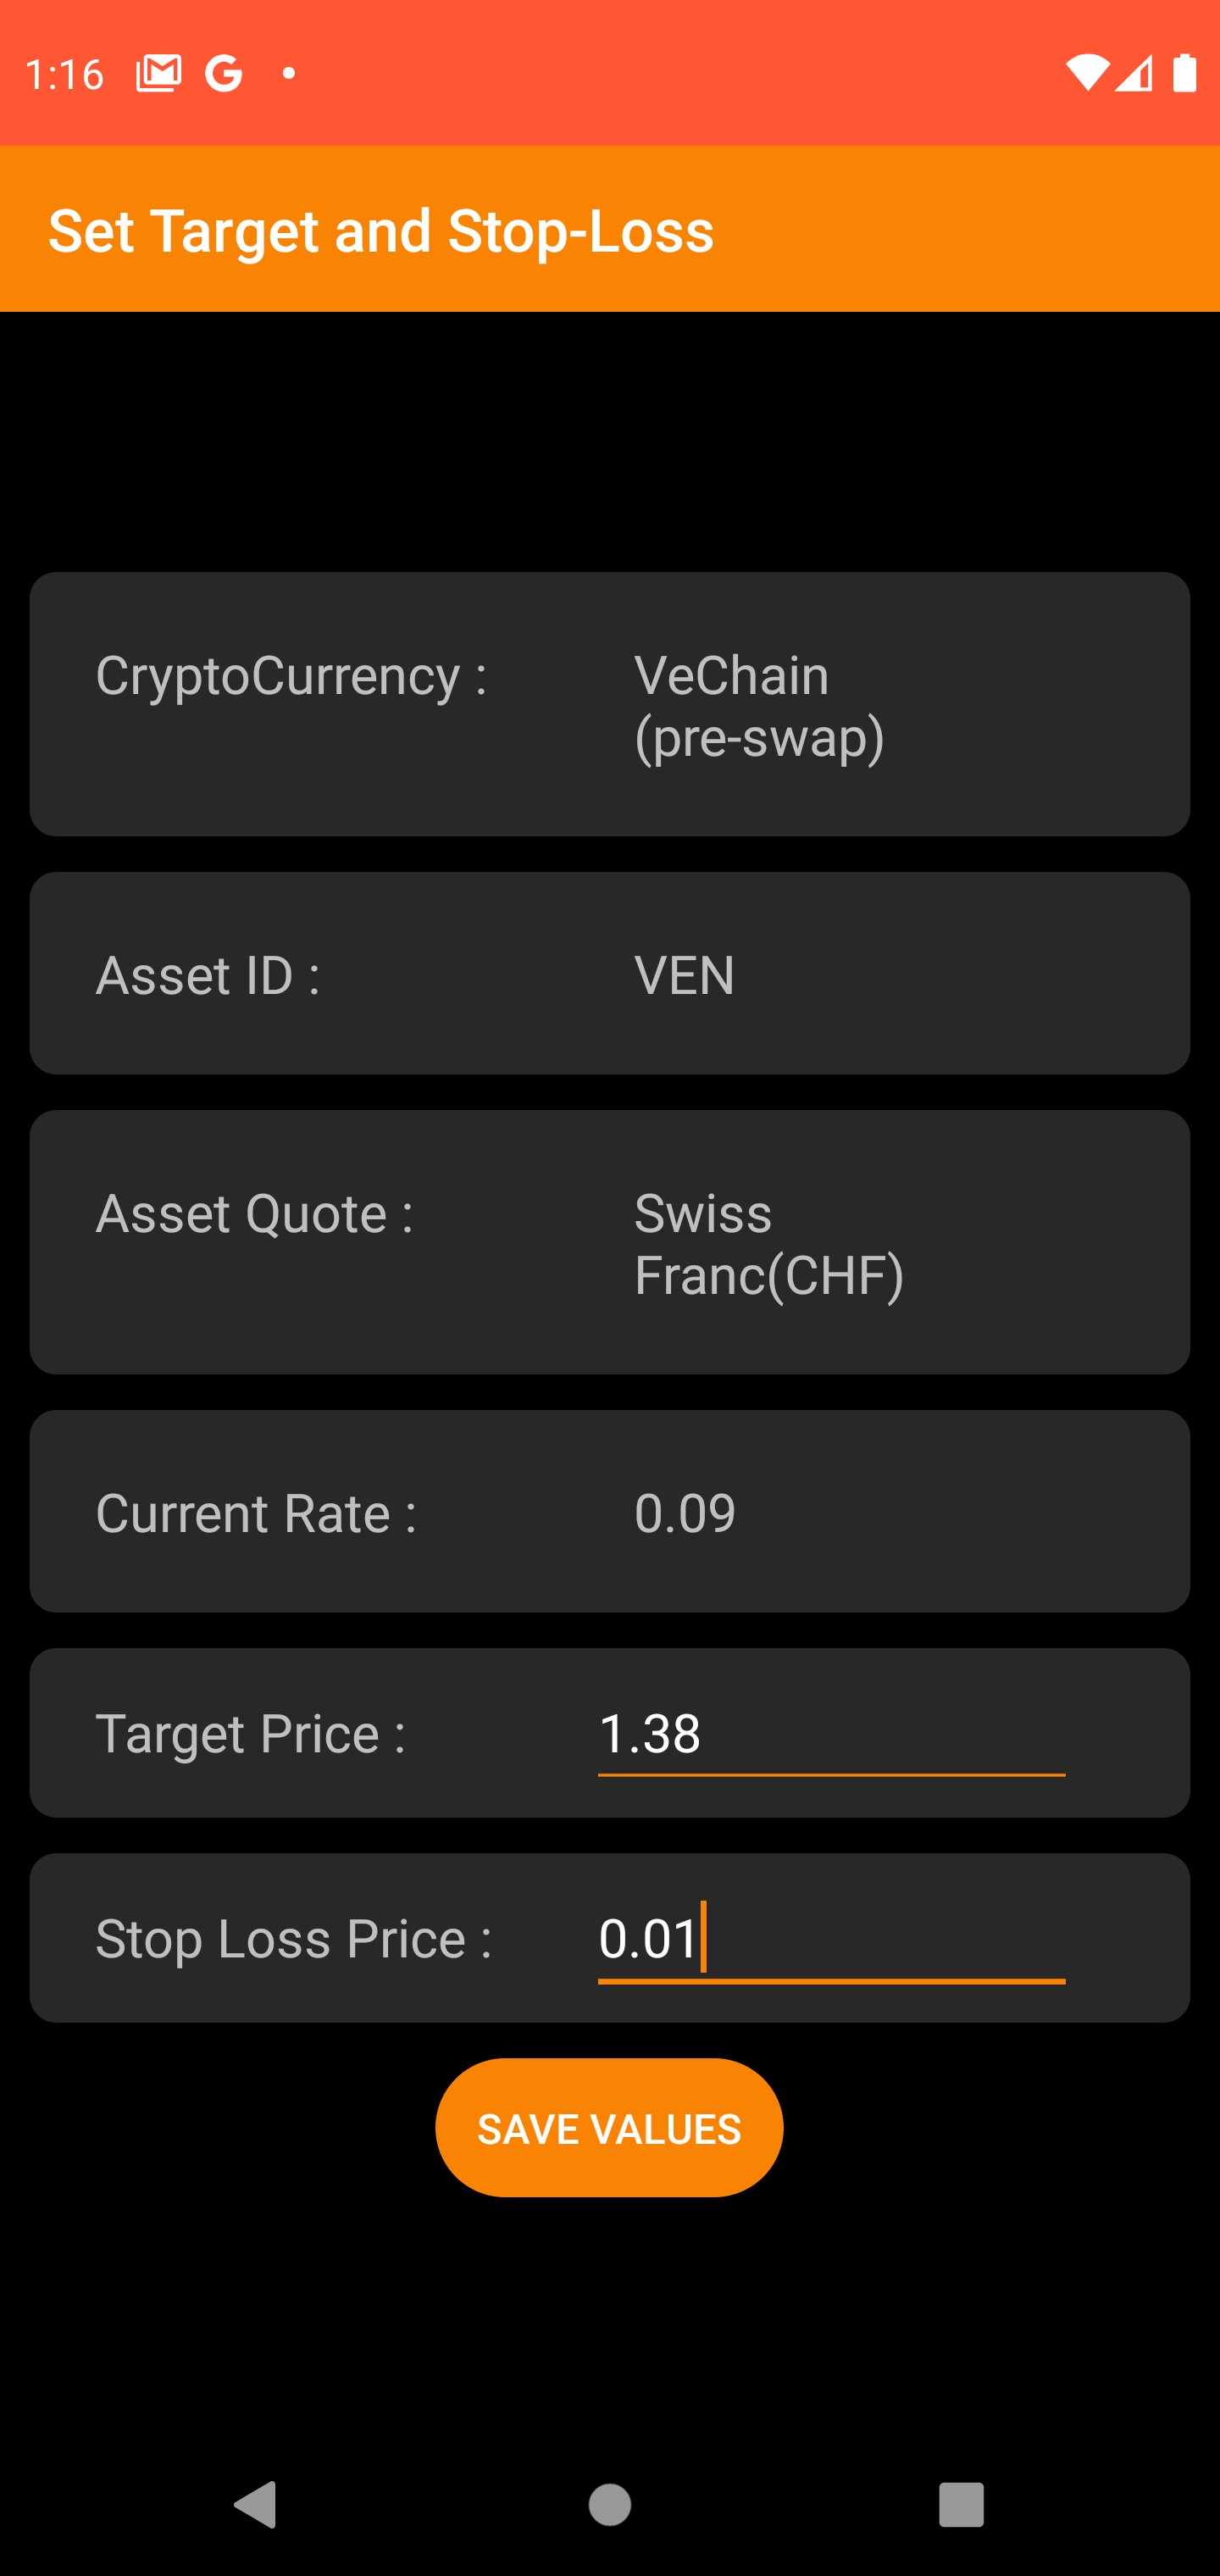 1:16
Set Target and Stop-Loss
CryptoCurrency : VeChain
(pre-swap)
Asset ID : VEN
Asset Quote : Swiss
Franc(CHF)
Current Rate : 0.09
Target Price : 1.38
Stop Loss Price : 0.01
SAVE VALUES